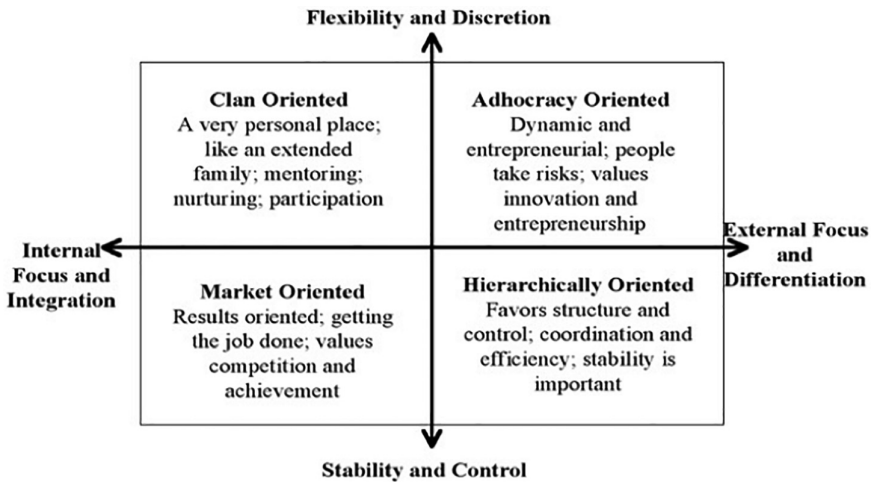 Flexibility and Discretion
Clan Oriented
A very personal place;
like an extended
family; mentoring;
nurturing; participation
Adhocracy Oriented
Dynamic and
entrepreneurial; people
take risks; values
innovation and
entrepreneurship
Internal
Focus and
Integration
External Focus
and
Differentiation
Market Oriented
Results oriented; getting
the job done; values
competition and
achievement
Hierarchically Oriented
Favors structure and
control; coordination and
efficiency; stability is
important
Stability and Control